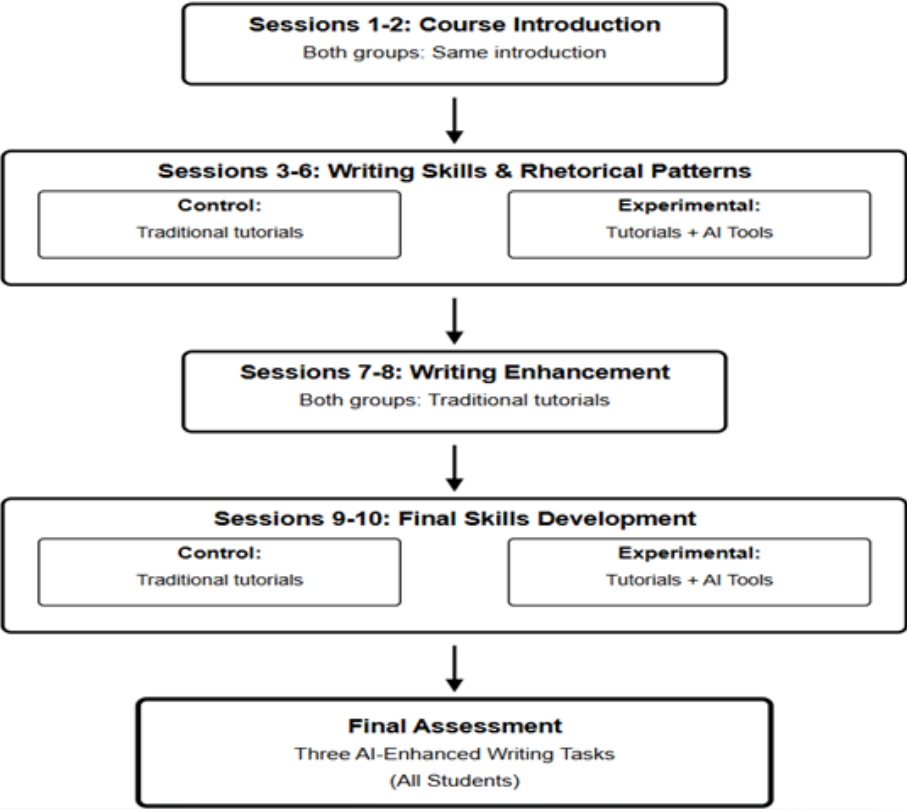 Sessions 1-2: Course Introduction
Both groups: Same introduction
Sessions 3-6: Writing Skills & Rhetorical Patterns
Control:
Traditional tutorials
Experimental:
Tutorials + AI Tools
Sessions 7-8: Writing Enhancement
Both groups: Traditional tutorials
Sessions 9-10: Final Skills Development
Control:
Traditional tutorials
Experimental:
Tutorials + AI Tools
Final Assessment
Three AI-Enhanced Writing Tasks
(All Students)